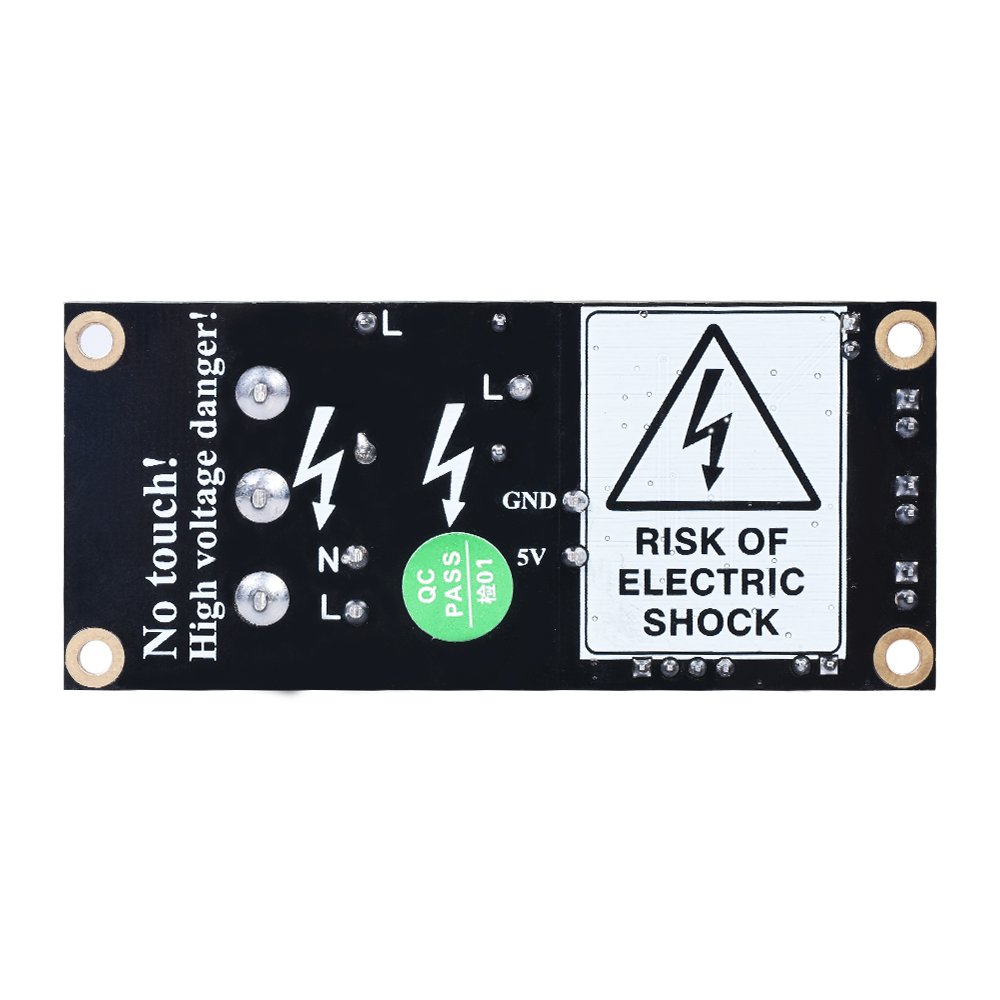 No touch!
High voltage danger!
L
L
GND
5V
N
L
QC
PASS
检01
RISK OF
ELECTRIC
SHOCK